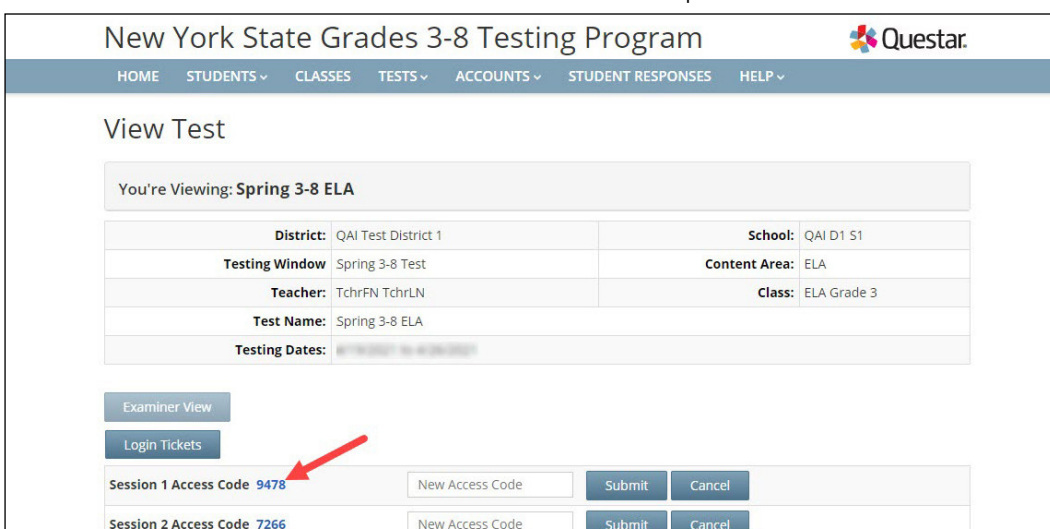 New York State Grades 3-8 Testing Program Questar
HOME STUDENTS CLASSES TESTS ACCOUNTS STUDENT RESPONSES HELP
View Test
You're Viewing: Spring 3-8 ELA
District: QAI Test District 1 School: QAI D1 S1
Testing Window Spring 3-8 Test Content Area: ELA
Teacher: TchrFN TchrLN Class: ELA Grade 3
Test Name: Spring 3-8 ELA
Testing Dates:
Examiner View
Login Tickets
Session 1 Access Code 9478 New Access Code Submit Cancel
Session 2 Access Code 7266 New Access Code Submit Cancel